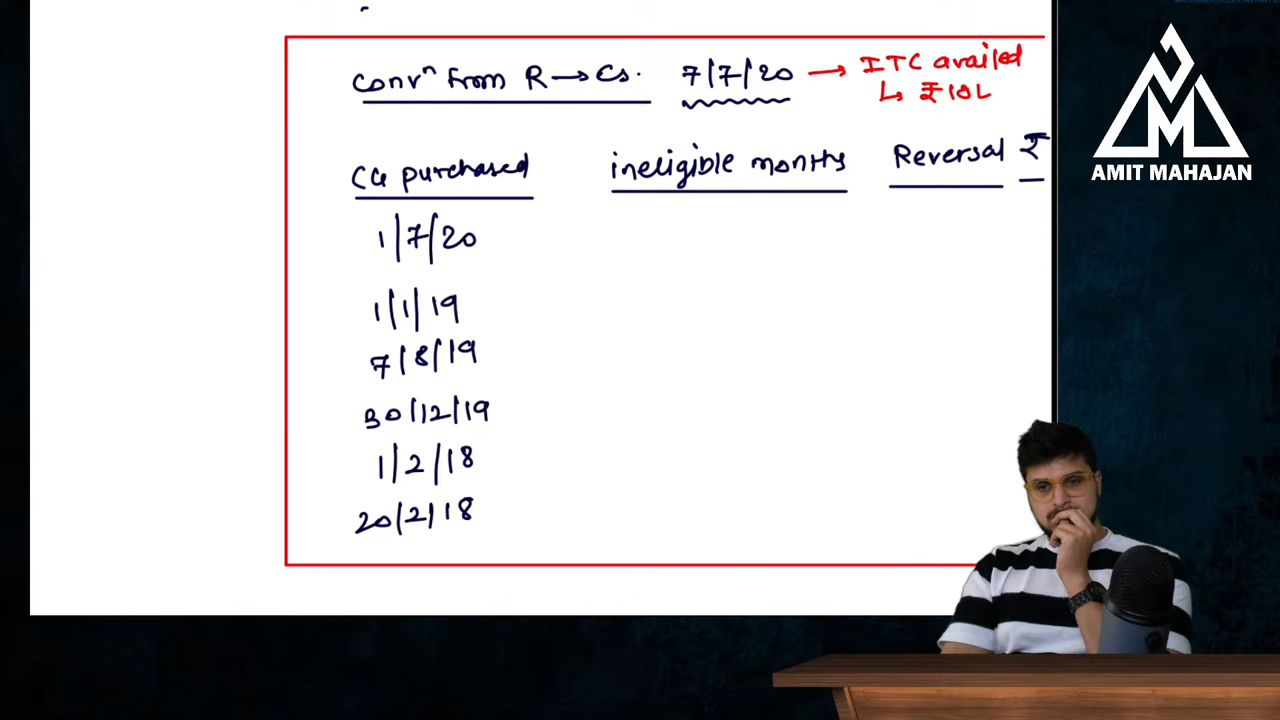 Convⁿ from R → CS. 7/7/20 → ITC availed
↳ ₹10L
CG purchased ineligible months Reversal ₹
1/7/20
1/1/19
7/8/19
30/12/19
1/2/18
20/2/18
AMIT MAHAJAN